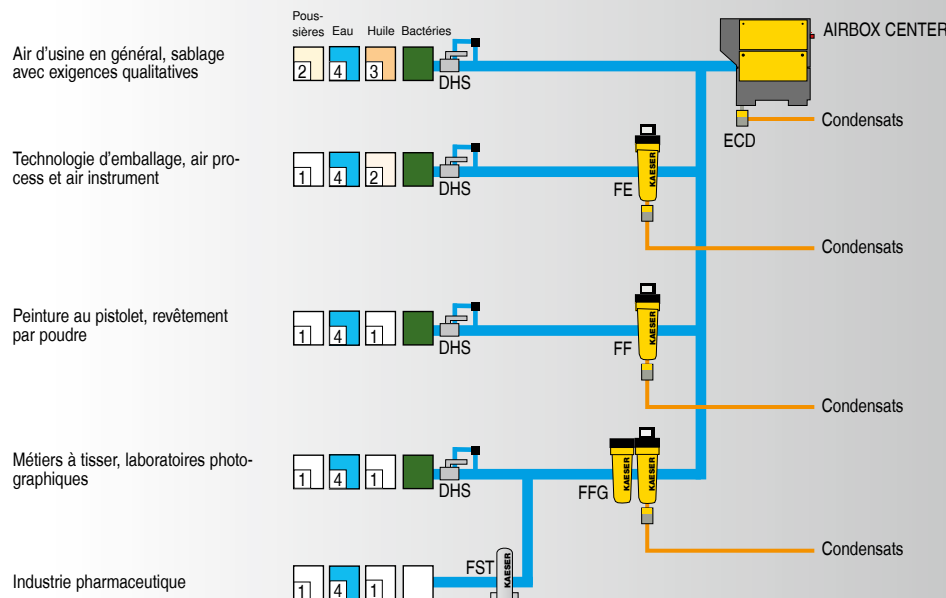 Pous-
sières Eau Huile Bactéries
AIRBOX CENTER
Air d'usine en général, sablage
avec exigences qualitatives
2 4 3
DHS
ECD
Condensats
Technologie d'emballage, air pro-
cess et air instrument
1 4 2
DHS
FE
KAESER
Condensats
Peinture au pistolet, revêtement
par poudre
1 4 1
DHS
FF
KAESER
Condensats
Métiers à tisser, laboratoires photo-
graphiques
1 4 1
DHS
FFG
KAESER
KAESER
Condensats
Industrie pharmaceutique
1 4 1
FST
KAESER